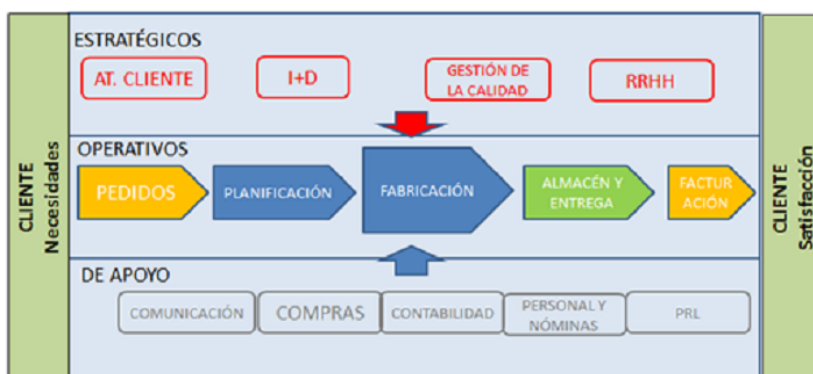 CLIENTE
Necesidades
ESTRATÉGICOS
AT. CLIENTE
I+D
GESTIÓN DE
LA CALIDAD
RRHH
OPERATIVOS
PEDIDOS
PLANIFICACIÓN
FABRICACIÓN
ALMACÉN Y
ENTREGA
FACTUR
ACIÓN
DE APOYO
COMUNICACIÓN
COMPRAS
CONTABILIDAD
PERSONAL Y
NÓMINAS
PRL
CLIENTE
Satisfacción